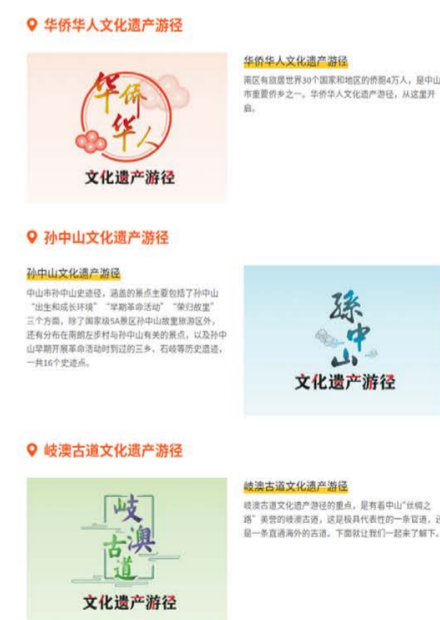 华侨华人文化遗产游径
华侨
华人
文化遗产游径
华侨华人文化遗产游径
南区有旅居世界30个国家和地区的侨胞4万人，是中山
市重要侨乡之一。华侨华人文化遗产游径，从这里开
启。
孙中山文化遗产游径
孙中山文化遗产游径
中山市孙中山史迹径，涵盖的景点主要包括了孙中山
“出生和成长环境”“早期革命活动”“荣归故里”
三个方面，除了国家级5A景区孙中山故里旅游区外，
还有分布在南朗左步村与孙中山有关的景点，以及孙中
山早期开展革命活动时到过的三乡、石岐等历史遗迹，
一共16个史迹点。
孫
中
山
文化遗产游径
岐澳古道文化遗产游径
岐
澳
古
道
文化遗产游径
岐澳古道文化遗产游径
岐澳古道文化遗产游径的重点，是有着中山“丝绸之
路”美誉的岐澳古道，这是极具代表性的一条官道，还
是一条直通海外的古道。下面就让我们一起来了解下。